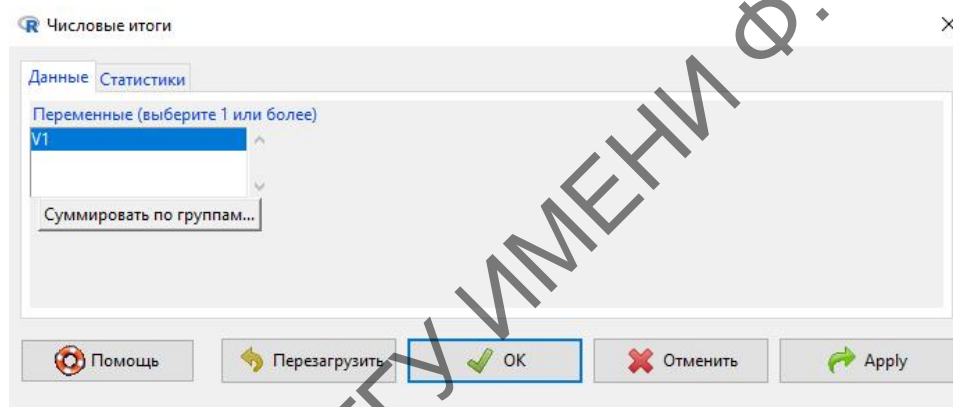 Числовые итоги
Данные Статистики
Переменные (выберите 1 или более)
V1
Суммировать по группам...
Помощь Перезагрузить OK Отменить Apply
ГУ ИМЕНИ Ф.